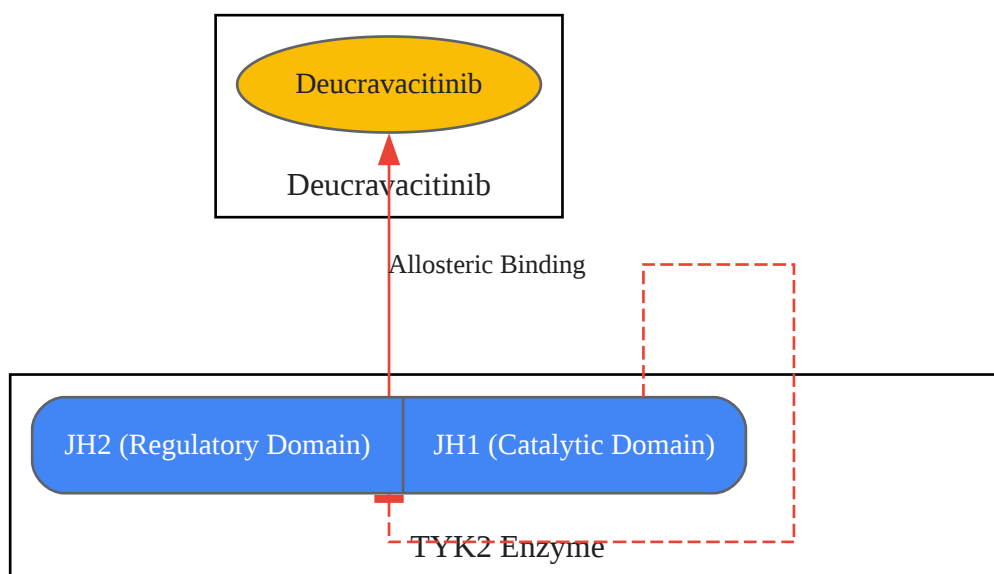 Deucravacitinib
Deucravacitinib
Allosteric Binding
JH2 (Regulatory Domain)
JH1 (Catalytic Domain)
TYK2 Enzyme